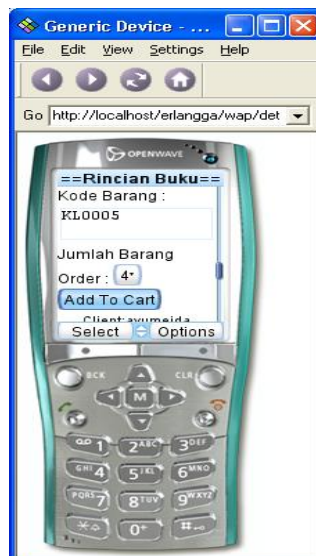 Generic Device - ...
File Edit View Settings Help
Go http://localhost/erlangga/wap/det
OPENWAVE
==Rincian Buku==
Kode Barang :
KL0005
Jumlah Barang
Order : 4
Add To Cart
Client:ayumeida
Select Options
BCK CLR
M
1 2ABC 3DEF
GHI4 5JKL 6MNO
PQRS7 8TUV 9WXYZ
* 0+ #